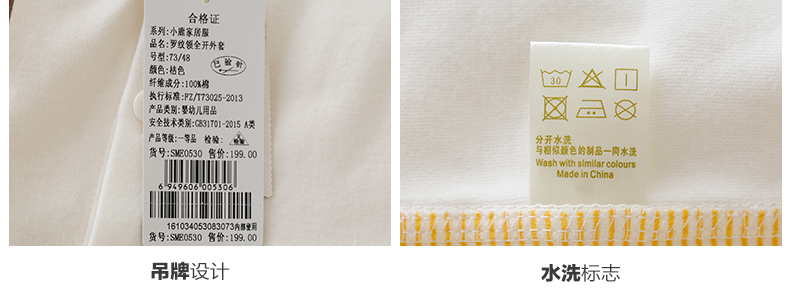 合格证
系列:小鹿家居服
品名:罗纹领全开外套
号型:73/48
颜色:桔色
已验针
纤维成分:100%棉
执行标准:FZ/T73025-2013
产品类别:婴幼儿用品
安全技术类别:GB31701-2015 A类
产品等级:一等品 检验:
货号:SME0530 售价:199.00
6 949606 005306
161034053083073内部使用
货号:SME0530 售价:199.00
吊牌设计
30
分开水洗
与相似颜色的制品一同水洗
Wash with similar colours
Made in China
水洗标志